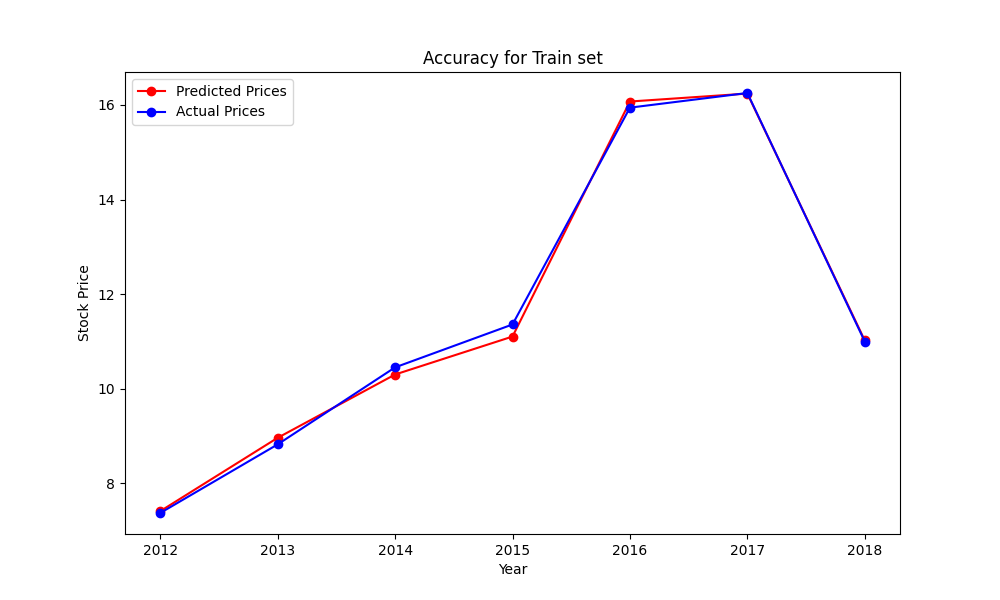 Accuracy for Train set
Predicted Prices
Actual Prices
16
14
12
10
8
Stock Price
2012 2013 2014 2015 2016 2017 2018
Year